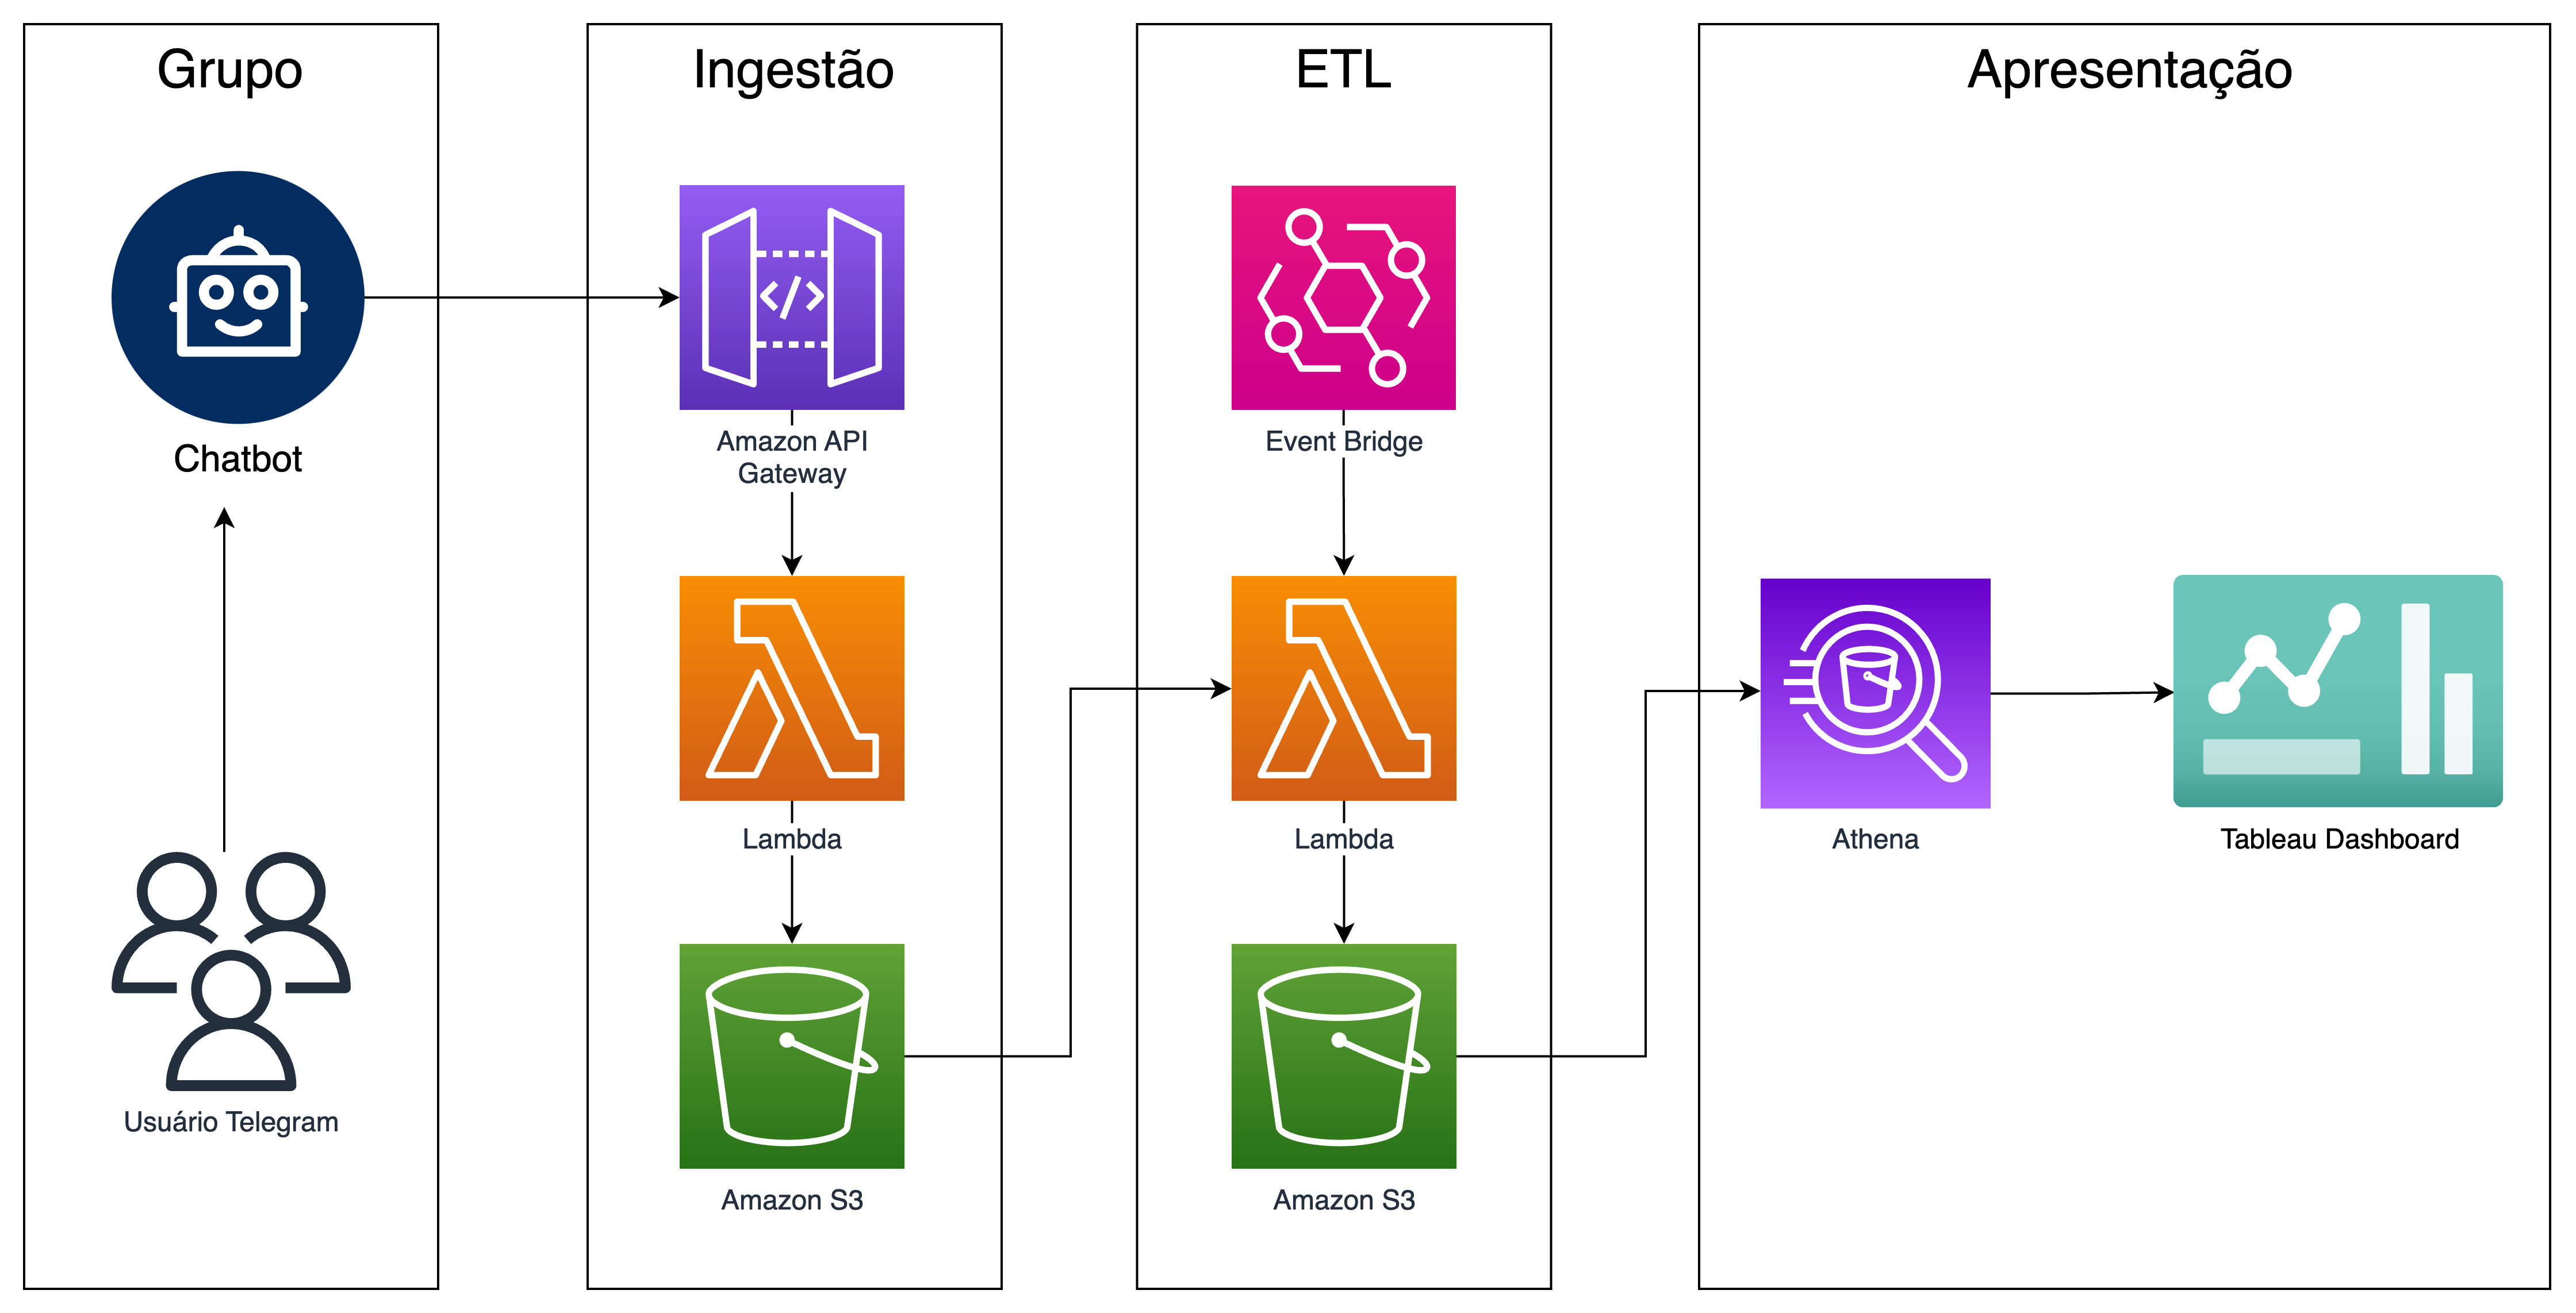 Grupo
Chatbot
Usuário Telegram
Ingestão
Amazon API
Gateway
Lambda
Amazon S3
ETL
Event Bridge
Lambda
Amazon S3
Apresentação
Athena
Tableau Dashboard